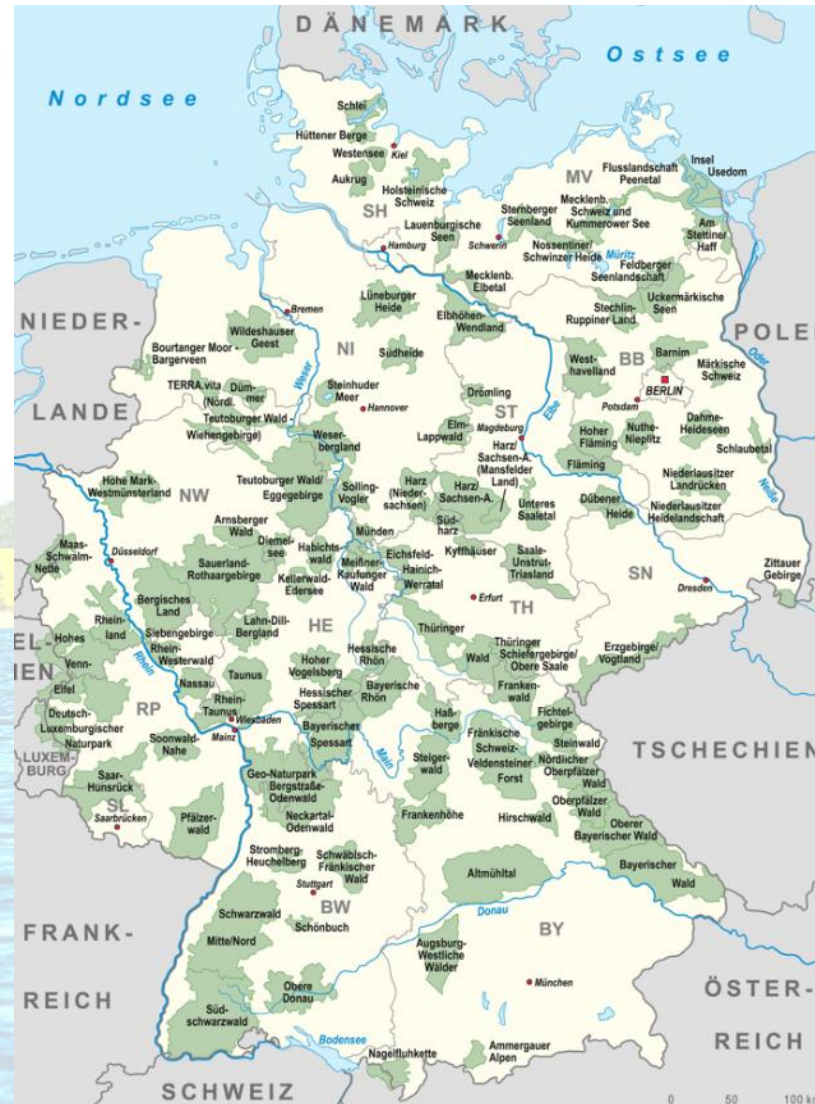 DÄNEMARK
Nordsee
Ostsee
Schlei
Hüttener Berge
Kiel
Westensee
Aukrug
Holsteinische
Schweiz
SH
MV
Insel
Usedom
Flusslandschaft
Peenetal
Mecklenb.
Schweiz und
Kummerower See
Sternberger
Seenland
Lauenburgische
Seen
Am
Stettiner
Haff
Hamburg
Schwerin
Nossentiner/
Schwinzer Heide
Müritz
Feldberger
Seenlandschaft
Mecklenb.
Elbetal
Uckermärkische
Seen
Lüneburger
Heide
Elbhöhen-
Wendland
Stechlin-
Ruppiner Land
Bremen
NIEDER-
LANDE
POLEN
Wildeshauser
Geest
Bourtanger Moor -
Bargerveen
NI
Südheide
Weser
BB
Barnim
Oder
West-
havelland
Märkische
Schweiz
BERLIN
TERRA.vita
(Nördl.
Teutoburger Wald -
Wiehengebirge)
Düm-
mer
Steinhuder
Meer
Hannover
Drömling
ST
Elbe
Potsdam
Elm-
Lappwald
Magdeburg
Dahme-
Heideseen
Hoher
Fläming
Nuthe-
Nieplitz
Schlaubetal
Weser-
bergland
Harz/
Sachsen-A.
(Mansfelder
Land)
Fläming
Hohe Mark-
Westmünsterland
NW
Teutoburger Wald/
Eggegebirge
Solling-
Vogler
Harz
(Nieder-
sachsen)
Harz/
Sachsen-A.
Unteres
Saaletal
Dübener
Heide
Niederlausitzer
Landrücken
Neiße
Niederlausitzer
Heidelandschaft
Arnsberger
Wald
Münden
Süd-
harz
Maas-
Schwalm-
Nette
Düsseldorf
Diemel-
see
Habichts-
wald
Eichsfeld-
Hainich-
Werratal
Kyffhäuser
Saale-
Unstrut-
Triasland
Sauerland-
Rothaargebirge
Meißner-
Kaufunger
Wald
SN
Dresden
Zittauer
Gebirge
Kellerwald-
Edersee
Erfurt
Bergisches
Land
TH
Rhein-
land
Siebengebirge
Lahn-Dill-
Bergland
HE
Thüringer
Wald
Thüringer
Schiefergebirge/
Obere Saale
Erzgebirge/
Vogtland
EL-
IEN
Hohes
Venn-
Eifel
Rhein
Rhein-
Westerwald
Hessische
Rhön
Hoher
Vogelsberg
Nassau
Taunus
Franken-
wald
RP
Rhein-
Taunus
Hessischer
Spessart
Bayerische
Rhön
Haß-
berge
Fichtel-
gebirge
Deutsch-
Luxemburgischer
Naturpark
Wiesbaden
Mainz
Bayerischer
Spessart
Main
Fränkische
Schweiz-
Veldensteiner
Forst
Steinwald
TSCHECHIEN
LUXEM-
BURG
Soonwald-
Nahe
Steiger-
wald
Nördlicher
Oberpfälzer
Wald
Saar-
Hunsrück
Geo-Naturpark
Bergstraße-
Odenwald
SL
Saarbrücken
Pfälzer-
wald
Neckartal-
Odenwald
Frankenhöhe
Hirschwald
Oberpfälzer
Wald
Oberer
Bayerischer Wald
Stromberg-
Heuchelberg
Schwäbisch-
Fränkischer
Wald
Bayerischer
Wald
Stuttgart
Altmühltal
BW
Donau
Schwarzwald
Mitte/Nord
Schönbuch
FRANK-
REICH
BY
Augsburg-
Westliche
Wälder
München
ÖSTER-
REICH
Obere
Donau
Süd-
schwarzwald
Bodensee
Nagelfluhkette
Ammergauer
Alpen
SCHWEIZ
0 50 100 km